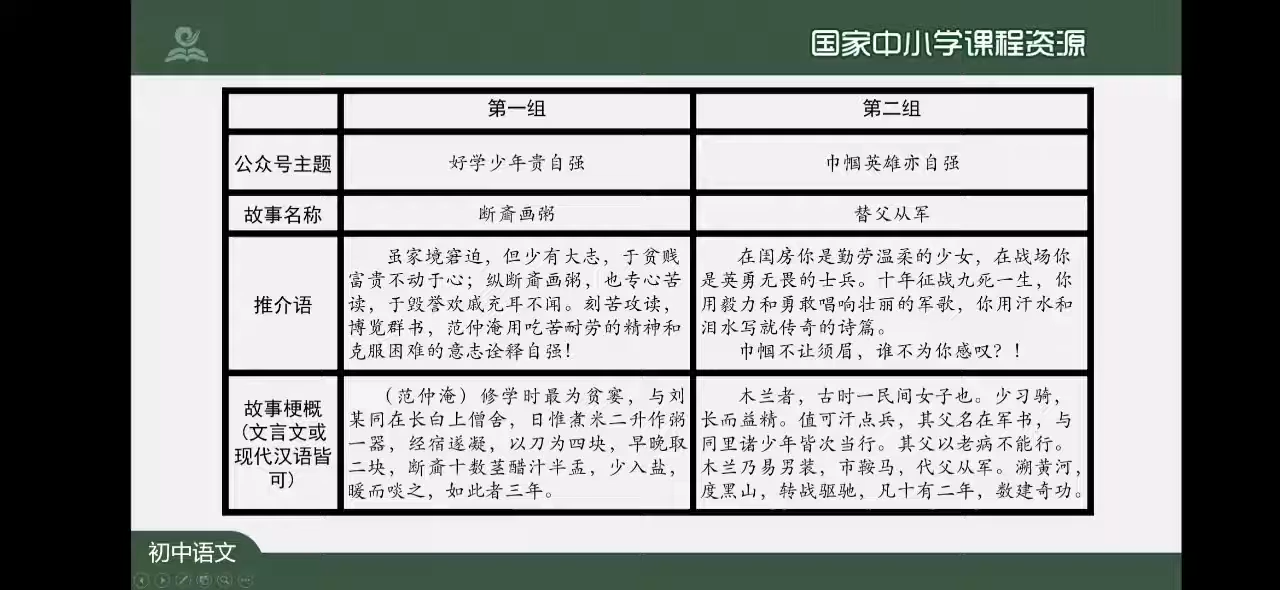 国家中小学课程资源
第一组
第二组
公众号主题
好学少年贵自强
巾帼英雄亦自强
故事名称
断齑画粥
替父从军
推介语
虽家境窘迫，但少有大志，于贫贱
富贵不动于心；纵断齑画粥，也专心苦
读，于毁誉欢戚充耳不闻。刻苦攻读，
博览群书，范仲淹用吃苦耐劳的精神和
克服困难的意志诠释自强！
在闺房你是勤劳温柔的少女，在战场你
是英勇无畏的士兵。十年征战九死一生，你
用毅力和勇敢唱响壮丽的军歌，你用汗水和
泪水写就传奇的诗篇。
巾帼不让须眉，谁不为你感叹？！
故事梗概
（文言文或
现代汉语皆
可）
（范仲淹）修学时最为贫窭，与刘
某同在长白上僧舍，日惟煮米二升作粥
一器，经宿遂凝，以刀为四块，早晚取
二块，断齑十数茎醋汁半盂，少入盐，
暖而啖之，如此者三年。
木兰者，古时一民间女子也。少习骑，
长而益精。值可汗点兵，其父名在军书，与
同里诸少年皆次当行。其父以老病不能行。
木兰乃易男装，市鞍马，代父从军。溯黄河，
度黑山，转战驱驰，凡十有二年，数建奇功。
初中语文